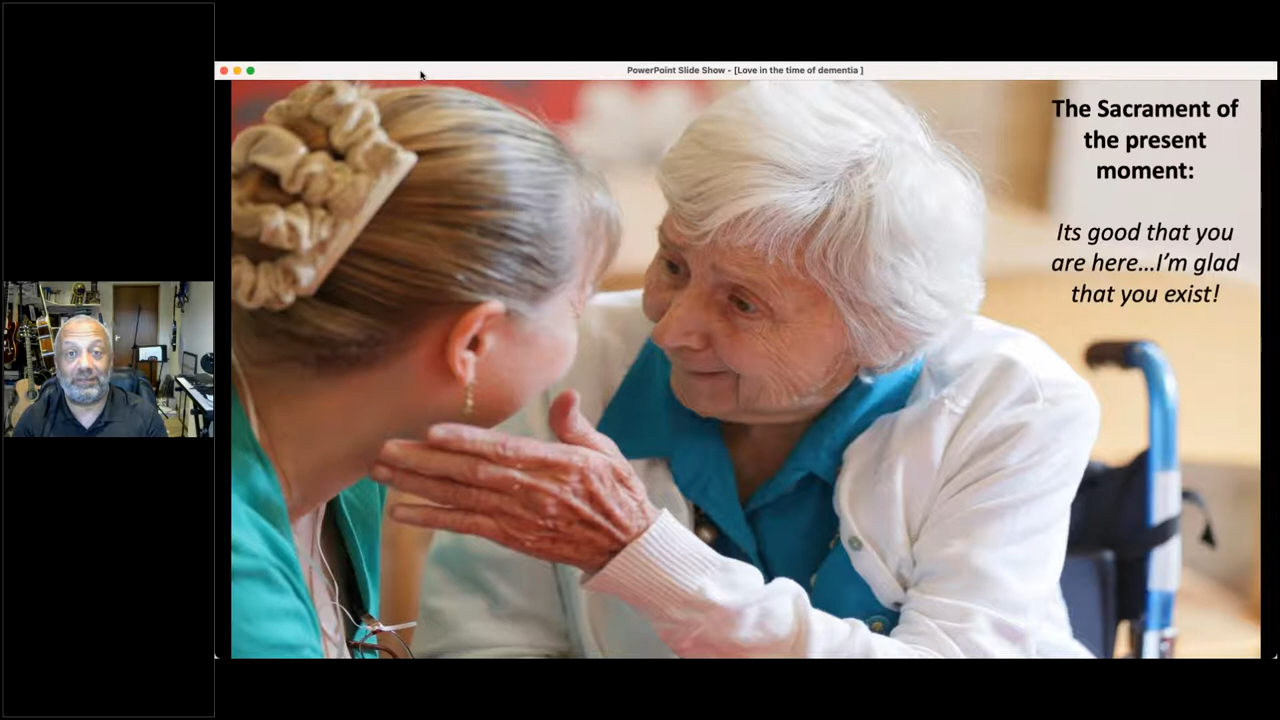 PowerPoint Slide Show - [Love in the time of dementia ]
The Sacrament of
the present
moment:
Its good that you
are here...I'm glad
that you exist!